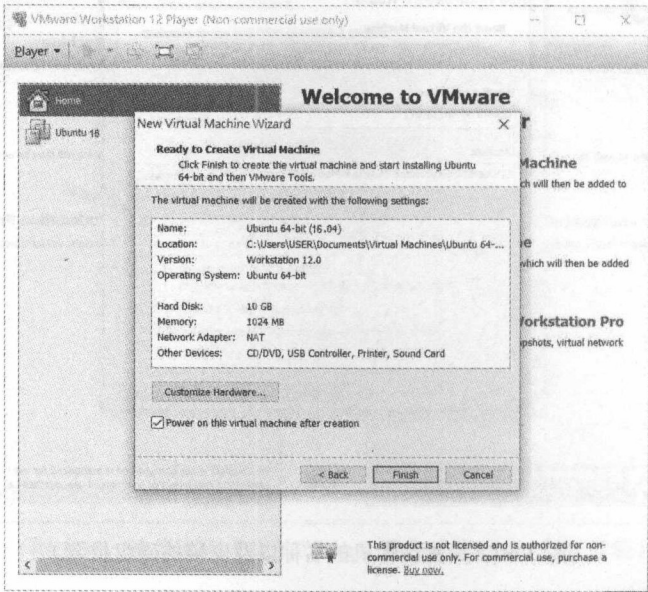 VMware Workstation 12 Player (Non-commercial use only)
Player
Home
Ubuntu 16
Welcome to VMware
r
Machine
ch will then be added to
e
which will then be added
Workstation Pro
pshots, virtual network
New Virtual Machine Wizard
Ready to Create Virtual Machine
Click Finish to create the virtual machine and start installing Ubuntu
64-bit and then VMware Tools.
The virtual machine will be created with the following settings:
Name: Ubuntu 64-bit (16.04)
Location: C:\Users\USER\Documents\Virtual Machines\Ubuntu 64-...
Version: Workstation 12.0
Operating System: Ubuntu 64-bit
Hard Disk: 10 GB
Memory: 1024 MB
Network Adapter: NAT
Other Devices: CD/DVD, USB Controller, Printer, Sound Card
Customize Hardware...
Power on this virtual machine after creation
< Back Finish Cancel
This product is not licensed and is authorized for non-
commercial use only. For commercial use, purchase a
license. Buy now.